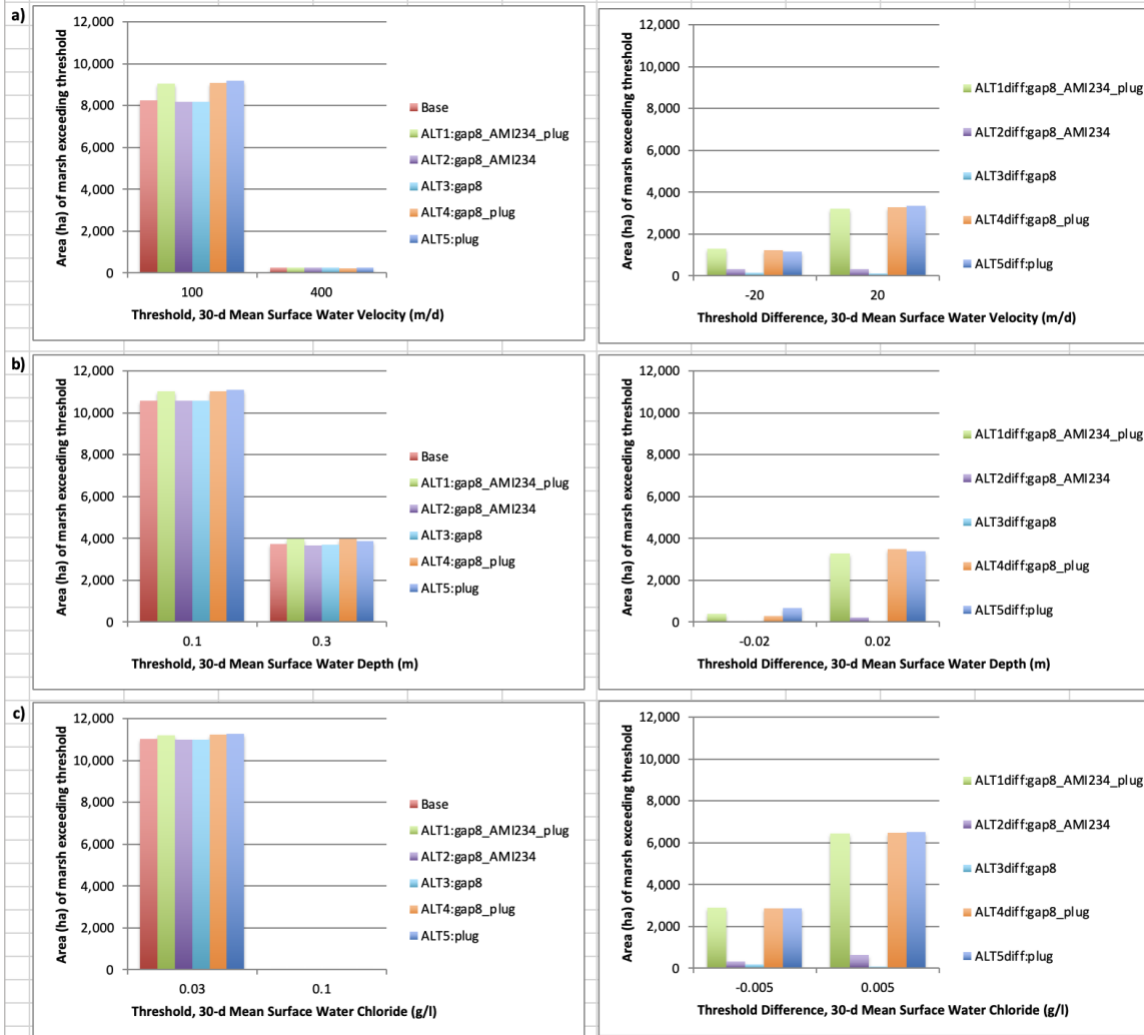 a)
12,000
10,000
8,000
6,000
4,000
2,000
0
Area (ha) of marsh exceeding threshold
100
400
Threshold, 30-d Mean Surface Water Velocity (m/d)
Base
ALT1:gap8_AMI234_plug
ALT2:gap8_AMI234
ALT3:gap8
ALT4:gap8_plug
ALT5:plug
12,000
10,000
8,000
6,000
4,000
2,000
0
Area (ha) of marsh exceeding threshold
-20
20
Threshold Difference, 30-d Mean Surface Water Velocity (m/d)
ALT1diff:gap8_AMI234_plug
ALT2diff:gap8_AMI234
ALT3diff:gap8
ALT4diff:gap8_plug
ALT5diff:plug
b)
12,000
10,000
8,000
6,000
4,000
2,000
0
Area (ha) of marsh exceeding threshold
0.1
0.3
Threshold, 30-d Mean Surface Water Depth (m)
Base
ALT1:gap8_AMI234_plug
ALT2:gap8_AMI234
ALT3:gap8
ALT4:gap8_plug
ALT5:plug
12,000
10,000
8,000
6,000
4,000
2,000
0
Area (ha) of marsh exceeding threshold
-0.02
0.02
Threshold Difference, 30-d Mean Surface Water Depth (m)
ALT1diff:gap8_AMI234_plug
ALT2diff:gap8_AMI234
ALT3diff:gap8
ALT4diff:gap8_plug
ALT5diff:plug
c)
12,000
10,000
8,000
6,000
4,000
2,000
0
Area (ha) of marsh exceeding threshold
0.03
0.1
Threshold, 30-d Mean Surface Water Chloride (g/l)
Base
ALT1:gap8_AMI234_plug
ALT2:gap8_AMI234
ALT3:gap8
ALT4:gap8_plug
ALT5:plug
12,000
10,000
8,000
6,000
4,000
2,000
0
Area (ha) of marsh exceeding threshold
-0.005
0.005
Threshold Difference, 30-d Mean Surface Water Chloride (g/l)
ALT1diff:gap8_AMI234_plug
ALT2diff:gap8_AMI234
ALT3diff:gap8
ALT4diff:gap8_plug
ALT5diff:plug